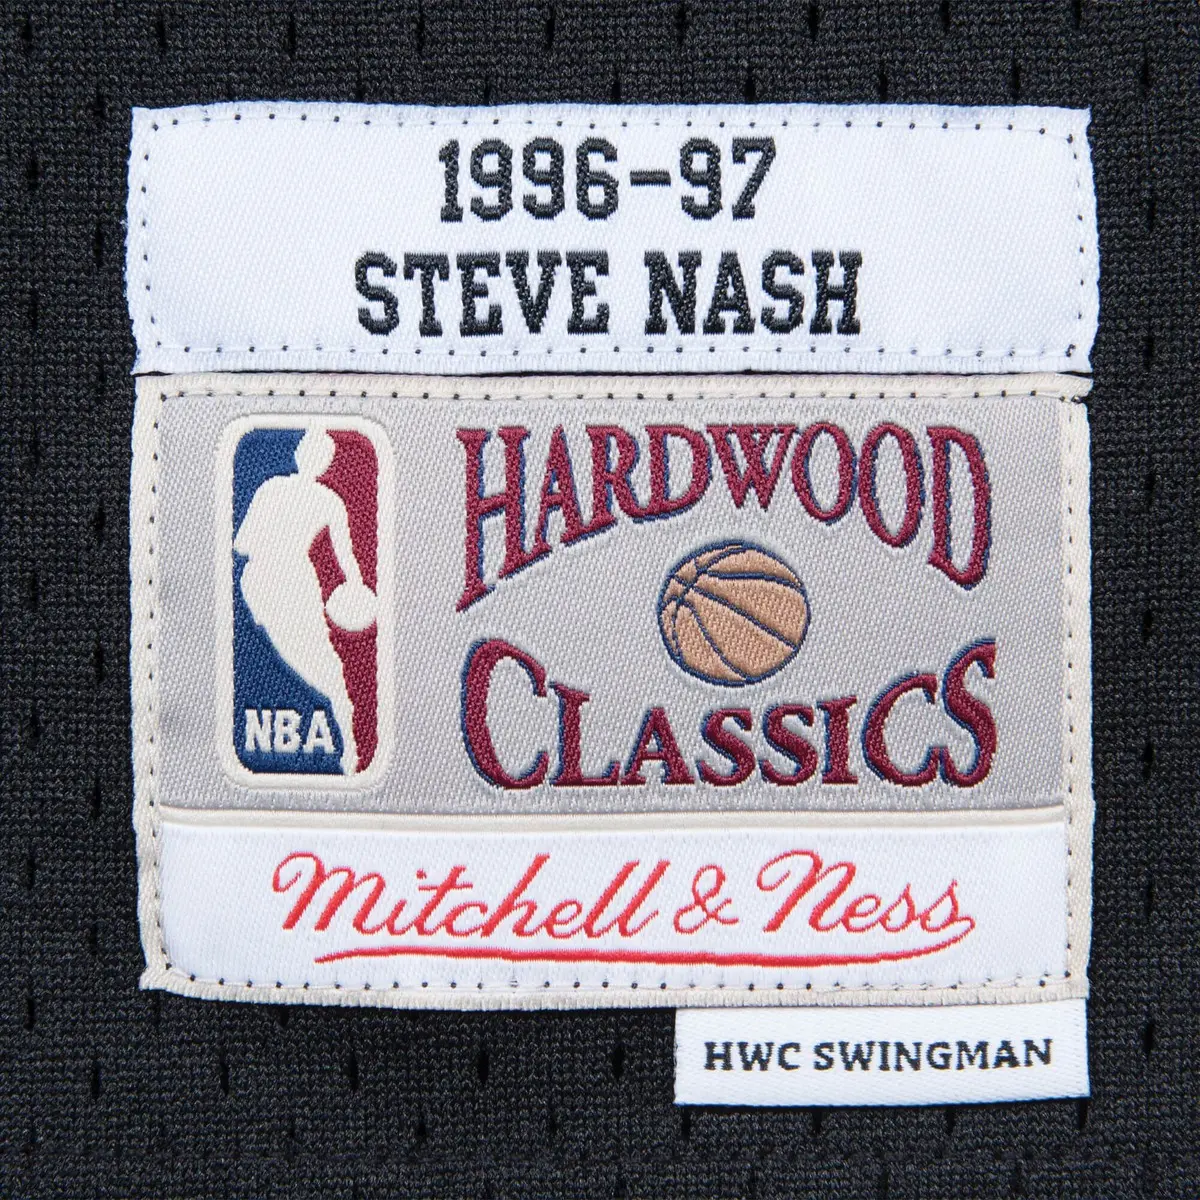 1996-97
STEVE NASH
NBA
HARDWOOD
CLASSICS
Mitchell & Ness
HWC SWINGMAN